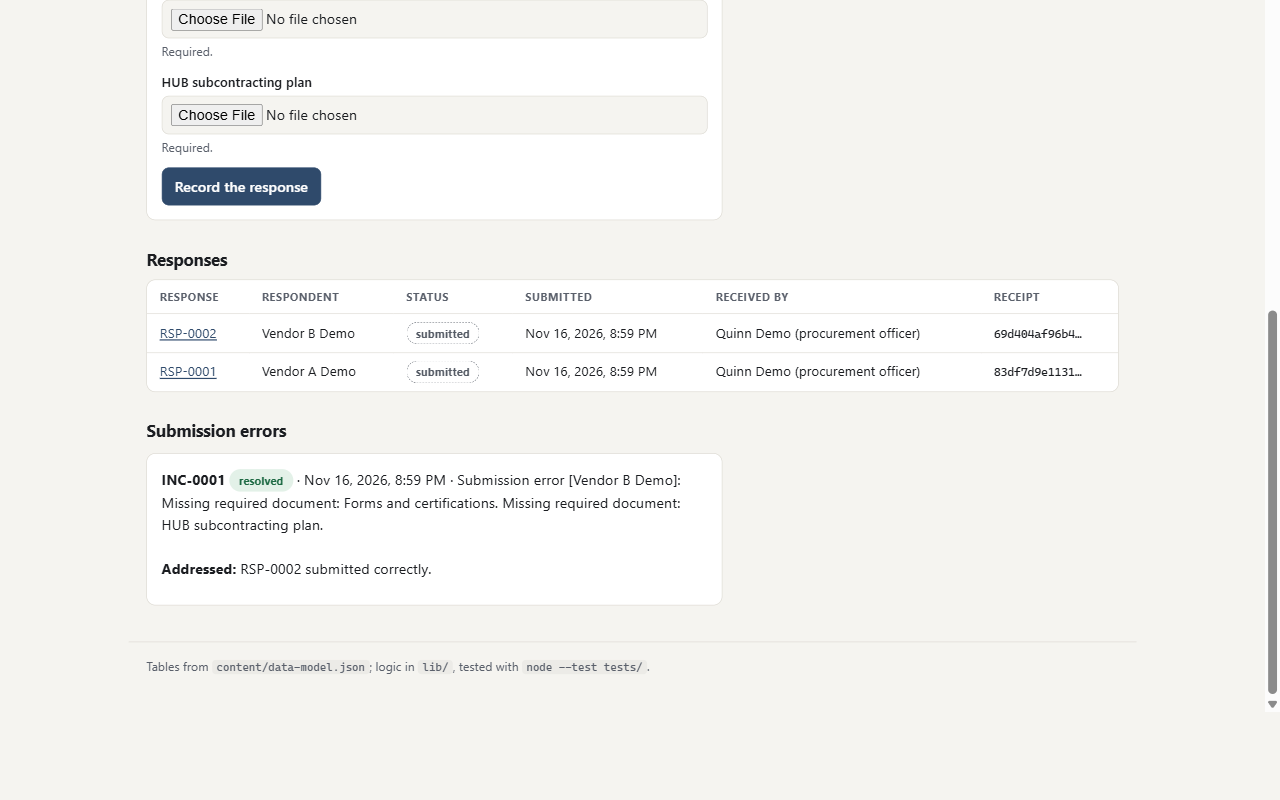 Choose File No file chosen
Required.
HUB subcontracting plan
Choose File No file chosen
Required.
Record the response
Responses
RESPONSE RESPONDENT STATUS SUBMITTED RECEIVED BY RECEIPT
RSP-0002 Vendor B Demo submitted Nov 16, 2026, 8:59 PM Quinn Demo (procurement officer) 69d404af96b4…
RSP-0001 Vendor A Demo submitted Nov 16, 2026, 8:59 PM Quinn Demo (procurement officer) 83df7d9e1131…
Submission errors
INC-0001 resolved · Nov 16, 2026, 8:59 PM · Submission error [Vendor B Demo]:
Missing required document: Forms and certifications. Missing required document:
HUB subcontracting plan.
Addressed: RSP-0002 submitted correctly.
Tables from content/data-model.json; logic in lib/, tested with node --test tests/.